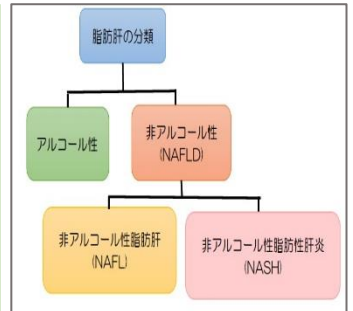 脂肪肝の分類
アルコール性
非アルコール性
(NAFLD)
非アルコール性脂肪肝
(NAFL)
非アルコール性脂肪性肝炎
(NASH)